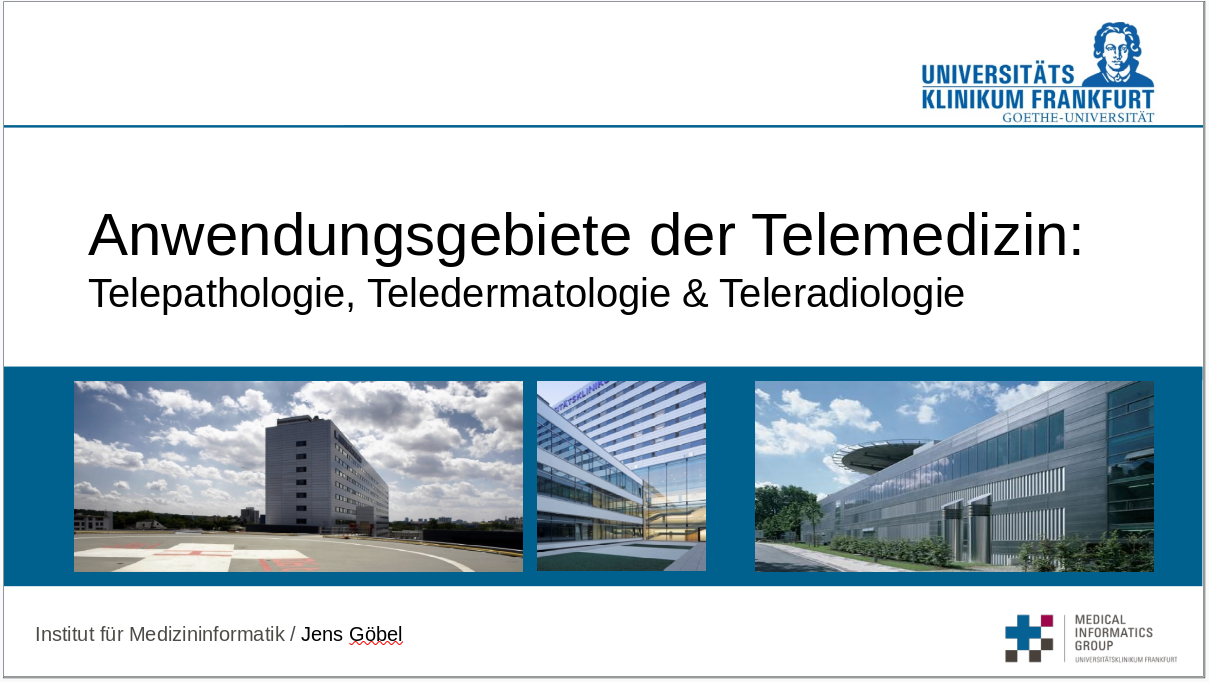 UNIVERSITÄTS
KLINIKUM FRANKFURT
GOETHE-UNIVERSITÄT
Anwendungsgebiete der Telemedizin:
Telepathologie, Teledermatologie & Teleradiologie
ITÄTSKLINIK
Institut für Medizininformatik / Jens Göbel
MEDICAL
INFORMATICS
GROUP
UNIVERSITÄTSKLINIKUM FRANKFURT